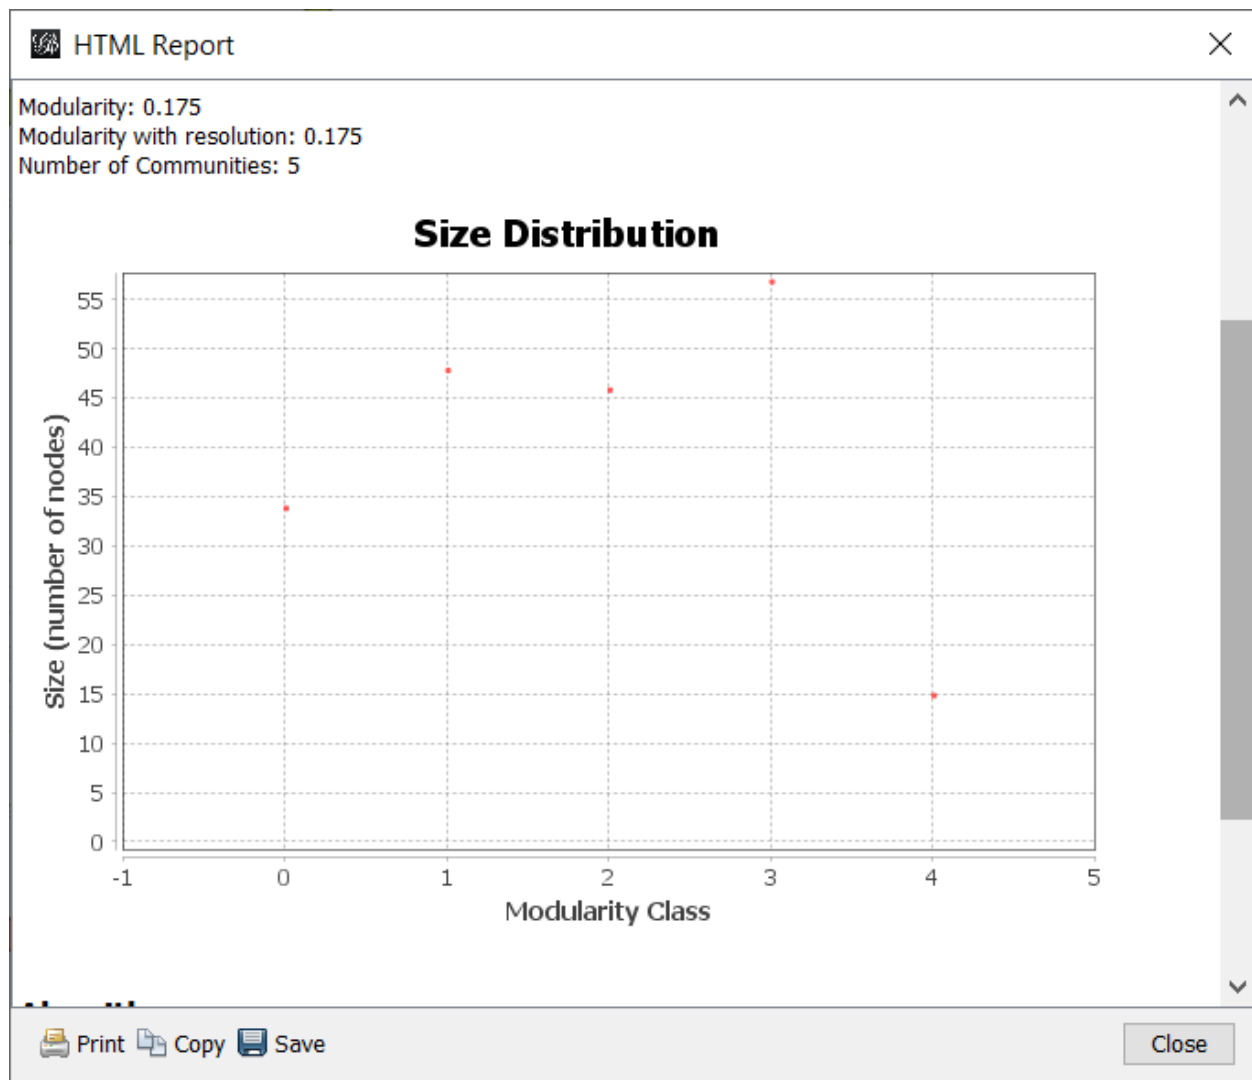 HTML Report
Modularity: 0.175
Modularity with resolution: 0.175
Number of Communities: 5
Size Distribution
Size (number of nodes)
55
50
45
40
35
30
25
20
15
10
5
0
-1 0 1 2 3 4 5
Modularity Class
Print Copy Save Close